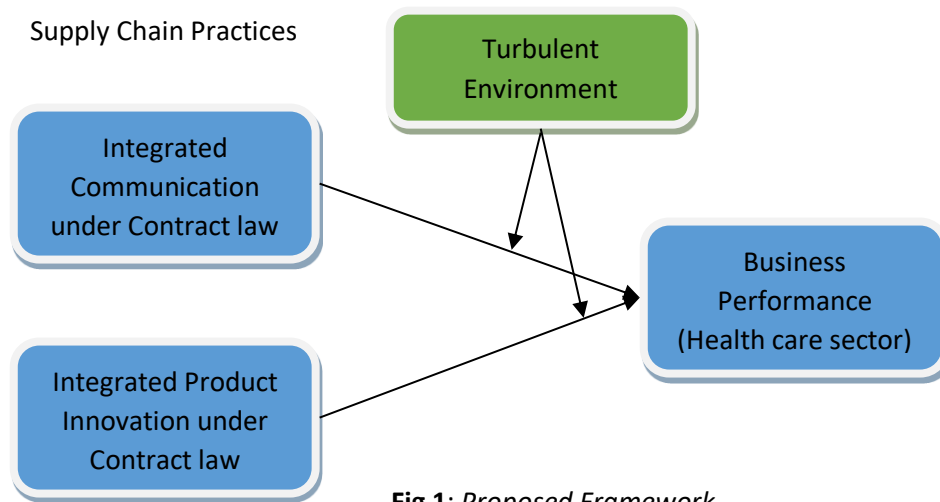 Supply Chain Practices
Turbulent
Environment
Integrated
Communication
under Contract law
Business
Performance
(Health care sector)
Integrated Product
Innovation under
Contract law
Fig 1: Proposed Framework